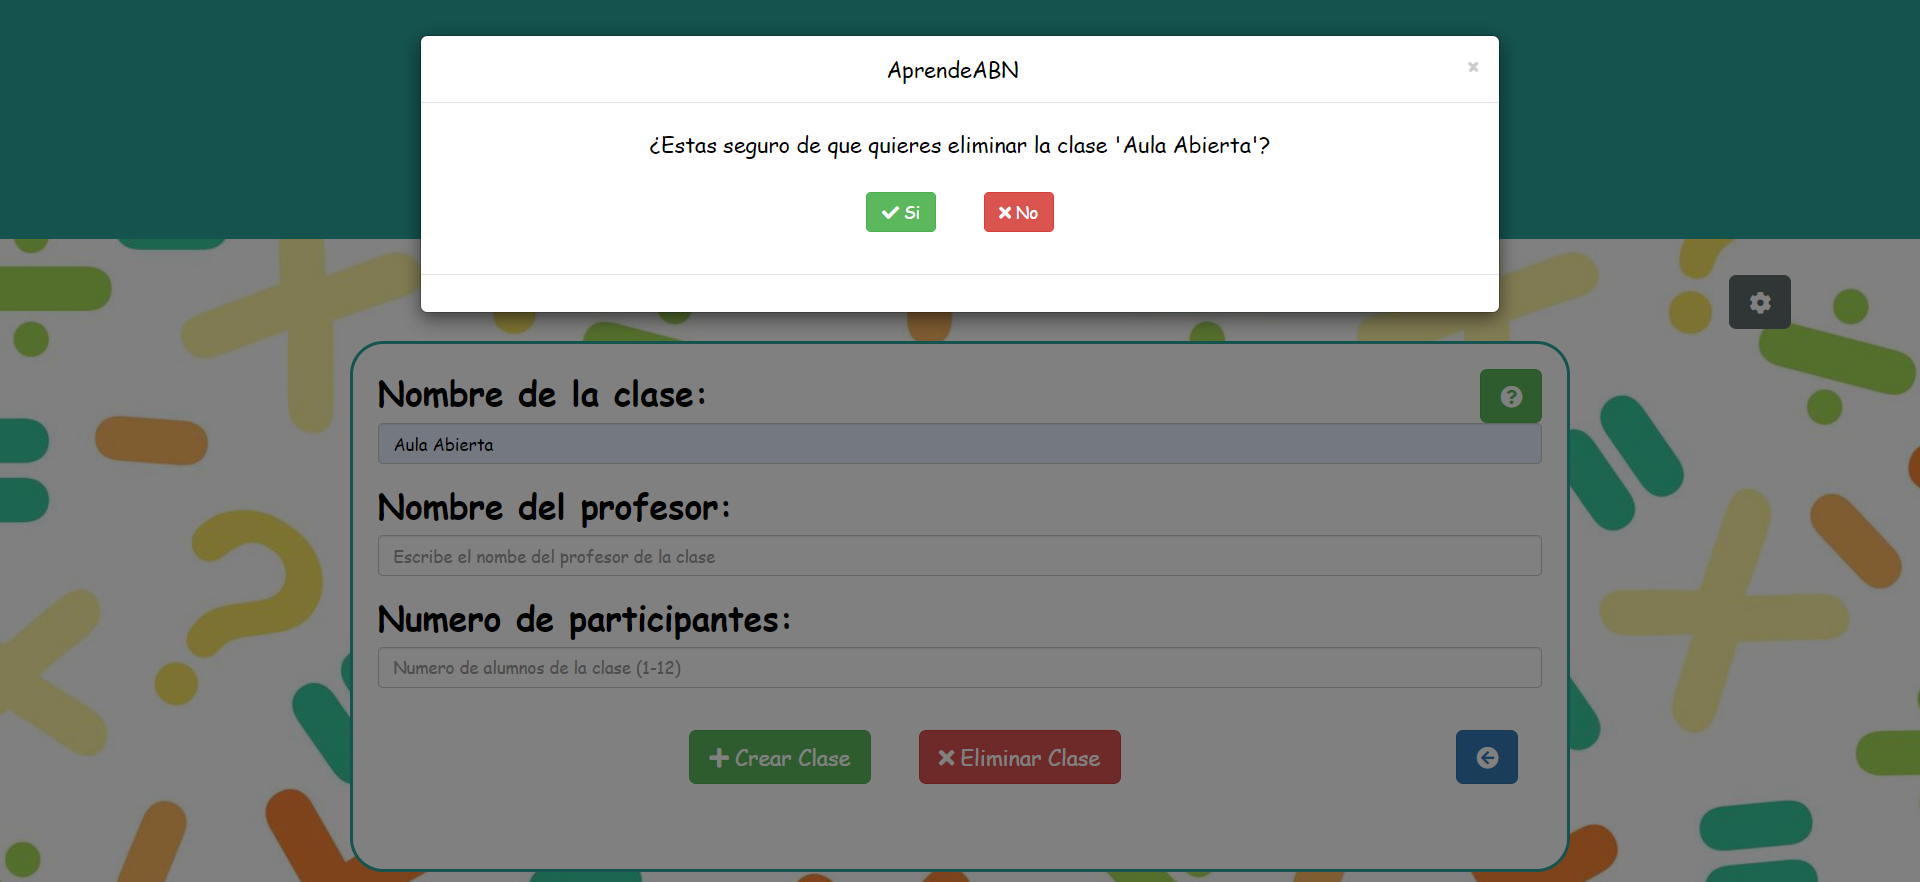 AprendeABN
¿Estas seguro de que quieres eliminar la clase 'Aula Abierta'?
Si
No
Nombre de la clase:
Aula Abierta
Nombre del profesor:
Escribe el nombe del profesor de la clase
Numero de participantes:
Numero de alumnos de la clase (1-12)
Crear Clase
Eliminar Clase